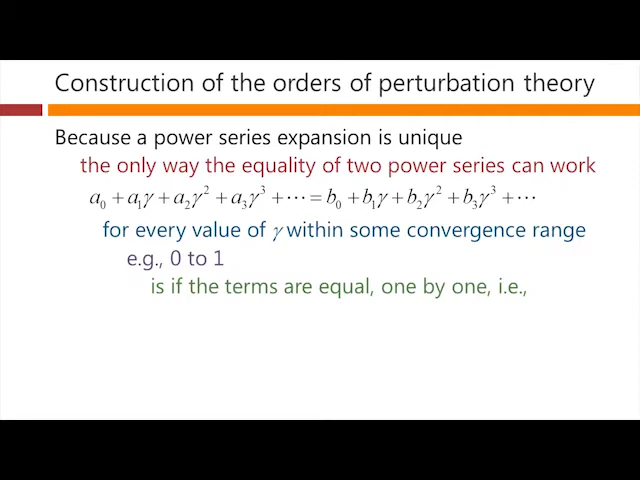 Construction of the orders of perturbation theory
Because a power series expansion is unique
the only way the equality of two power series can work
a₀ + a₁γ + a₂γ² + a₃γ³ + ⋯ = b₀ + b₁γ + b₂γ² + b₃γ³ + ⋯
for every value of γ within some convergence range
e.g., 0 to 1
is if the terms are equal, one by one, i.e.,